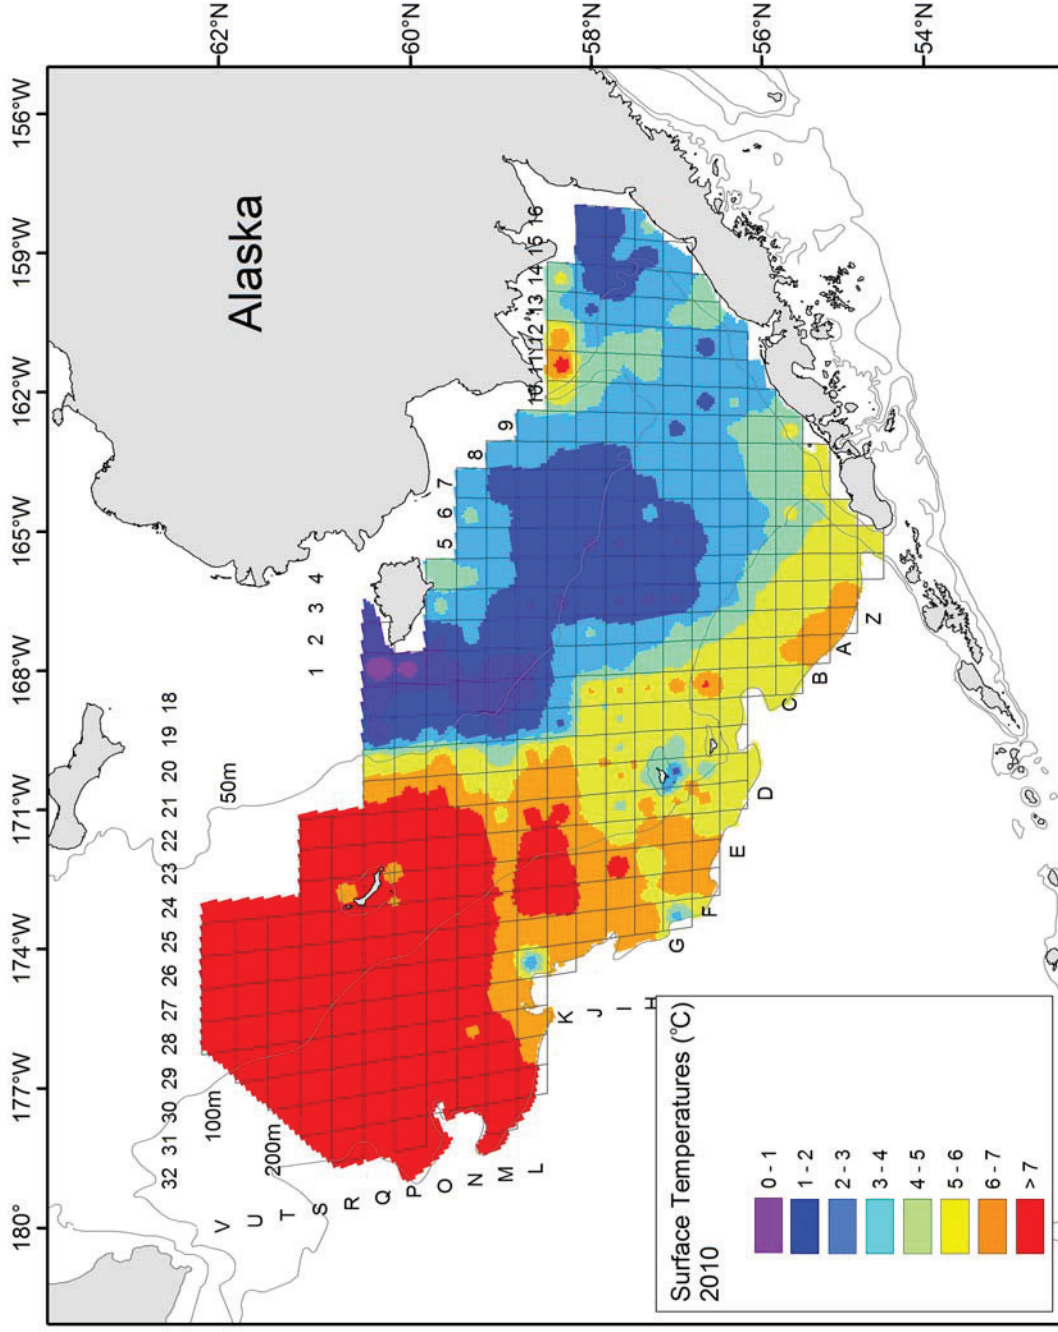 156°W
159°W
162°W
165°W
168°W
171°W
174°W
177°W
180°
62°N
60°N
58°N
56°N
54°N
Alaska
1
2
3
4
5
6
7
8
9
10
11
12
13
14
15
16
18
19
20
21
22
23
24
25
26
27
28
29
30
31
32
50m
100m
200m
V
U
T
S
R
Q
P
O
N
M
L
K
J
I
H
G
F
E
D
C
B
A
Z
Surface Temperatures (°C)
2010
0 - 1
1 - 2
2 - 3
3 - 4
4 - 5
5 - 6
6 - 7
> 7